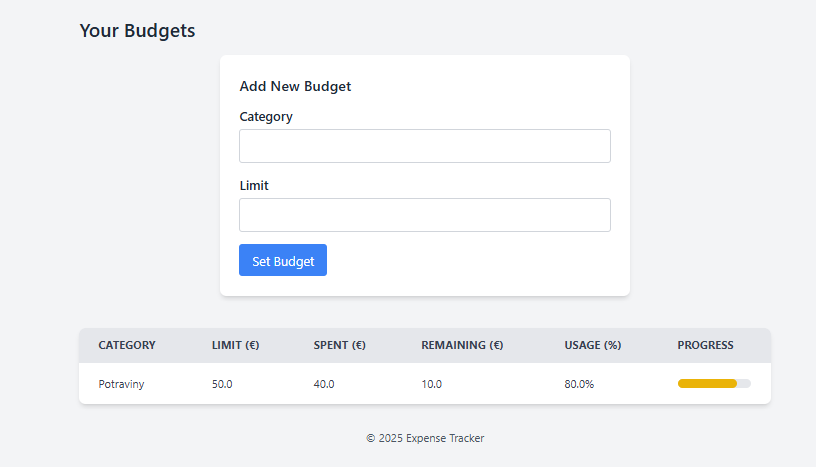 Your Budgets
Add New Budget
Category
Limit
Set Budget
CATEGORY LIMIT (€) SPENT (€) REMAINING (€) USAGE (%) PROGRESS
Potraviny 50.0 40.0 10.0 80.0%
© 2025 Expense Tracker